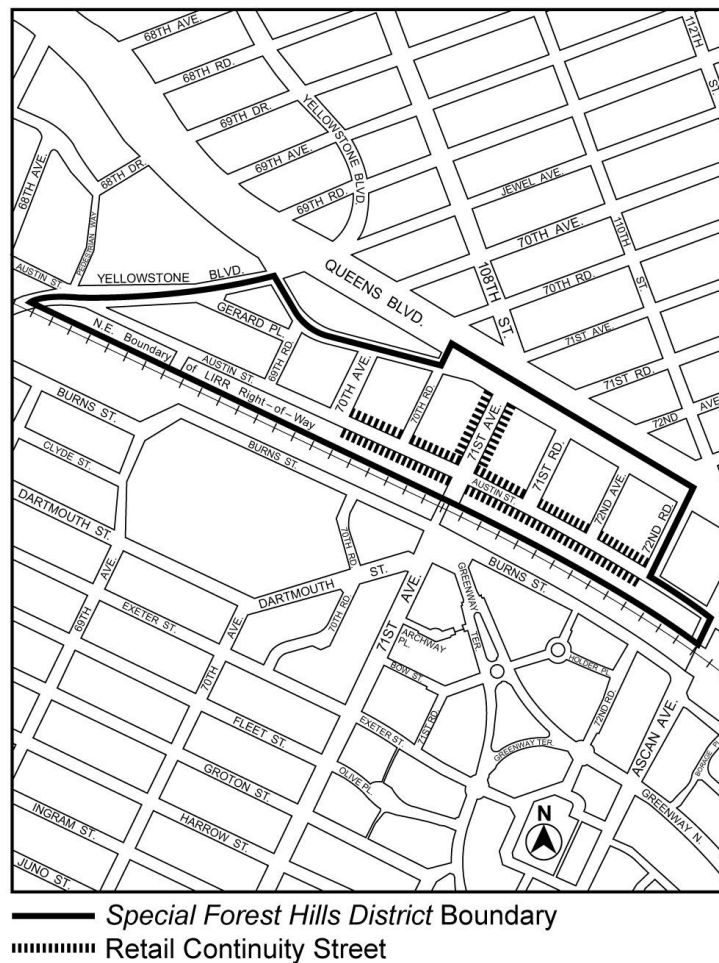 68TH AVE.
68TH RD.
69TH DR.
69TH AVE.
69TH RD.
YELLOWSTONE BLVD.
112TH
ST.
JEWEL AVE.
70TH AVE.
110TH
ST.
70TH RD.
71ST AVE.
71ST RD.
72ND AVE
108TH
ST.
QUEENS BLVD.
68TH AVE.
68TH DR.
PEDESTRIAN WAY
AUSTIN ST.
YELLOWSTONE BLVD.
GERARD PL.
69TH RD.
N.E. Boundary of LIRR Right-of-Way
AUSTIN ST.
70TH AVE.
70TH RD.
71ST AVE.
AUSTIN ST.
71ST RD.
72ND AVE.
72ND RD.
BURNS ST.
BURNS ST.
BURNS ST.
CLYDE ST.
DARTMOUTH ST.
DARTMOUTH ST.
70TH RD.
70TH RD.
69TH AVE.
EXETER ST.
70TH AVE.
71ST AVE.
GREENWAY TER.
ARCHWAY PL.
BOW ST.
71ST RD.
HOLDER PL.
72ND RD.
ASCAN AVE.
FLEET ST.
EXETER ST.
GREENWAY TER.
GROTON ST.
OLIVE PL.
GREENWAY N.
INGRAM ST.
HARROW ST.
JUNO ST.
N
Special Forest Hills District Boundary
Retail Continuity Street